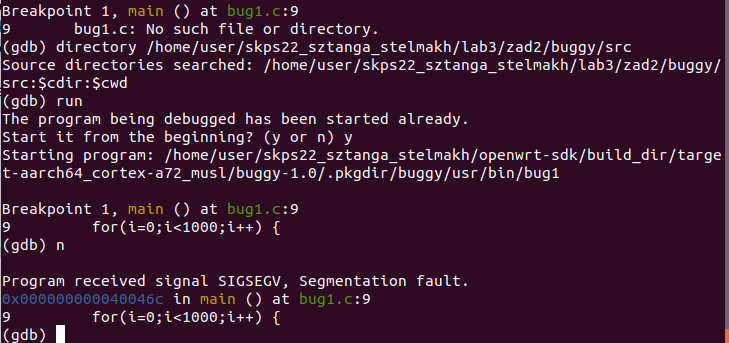 Breakpoint 1, main () at bug1.c:9
9       bug1.c: No such file or directory.
(gdb) directory /home/user/skps22_sztanga_stelmakh/lab3/zad2/buggy/src
Source directories searched: /home/user/skps22_sztanga_stelmakh/lab3/zad2/buggy/
src:$cdir:$cwd
(gdb) run
The program being debugged has been started already.
Start it from the beginning? (y or n) y
Starting program: /home/user/skps22_sztanga_stelmakh/openwrt-sdk/build_dir/targe
t-aarch64_cortex-a72_musl/buggy-1.0/.pkgdir/buggy/usr/bin/bug1
Breakpoint 1, main () at bug1.c:9
9         for(i=0;i<1000;i++) {
(gdb) n
Program received signal SIGSEGV, Segmentation fault.
0x000000000040046c in main () at bug1.c:9
9         for(i=0;i<1000;i++) {
(gdb)